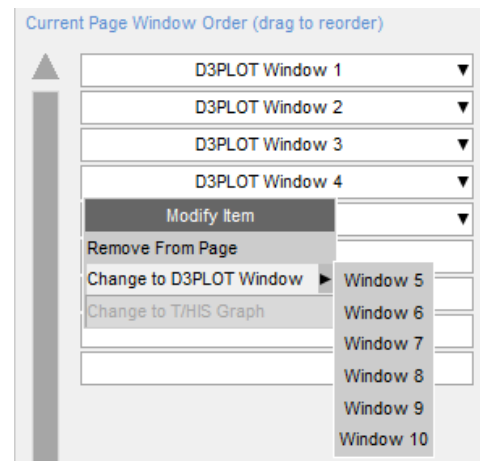 Current Page Window Order (drag to reorder)
D3PLOT Window 1
D3PLOT Window 2
D3PLOT Window 3
D3PLOT Window 4
Modify Item
Remove From Page
Change to D3PLOT Window
Change to T/HIS Graph
Window 5
Window 6
Window 7
Window 8
Window 9
Window 10